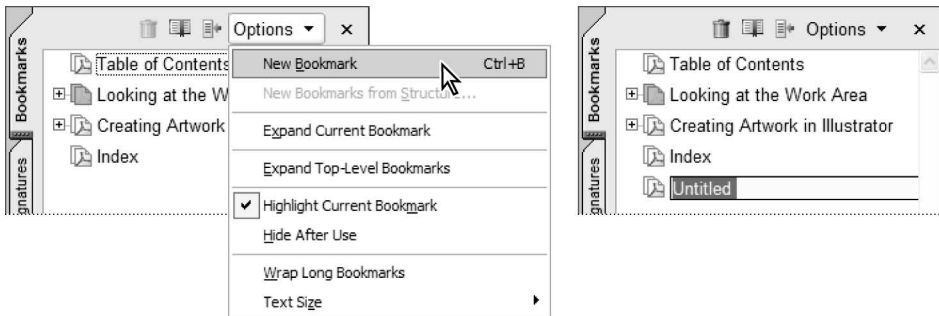 Bookmarks
gnatures
Options
Table of Contents
Looking at the W
Creating Artwork
Index
New Bookmark Ctrl+B
New Bookmarks from Structure...
Expand Current Bookmark
Expand Top-Level Bookmarks
Highlight Current Bookmark
Hide After Use
Wrap Long Bookmarks
Text Size
Bookmarks
gnatures
Options
Table of Contents
Looking at the Work Area
Creating Artwork in Illustrator
Index
Untitled